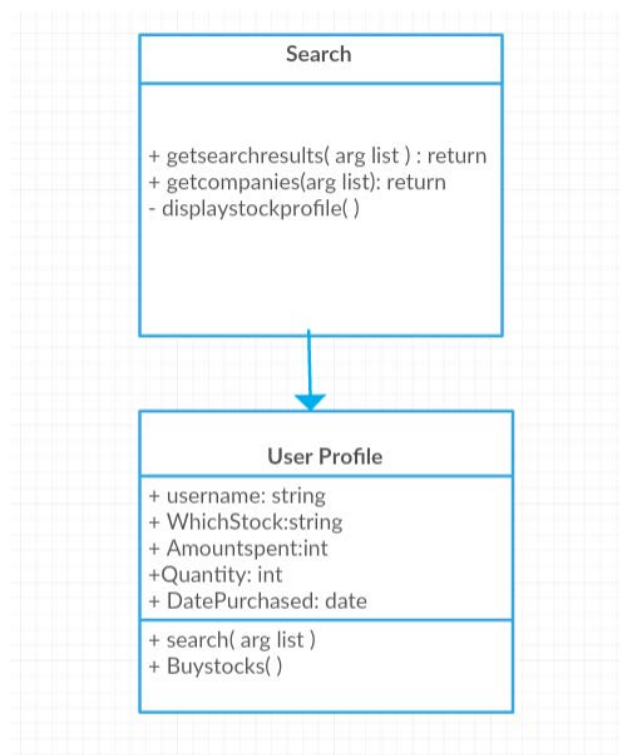 Search
+ getsearchresults( arg list ) : return
+ getcompanies(arg list): return
- displaystockprofile( )
User Profile
+ username: string
+ WhichStock:string
+ Amountspent:int
+Quantity: int
+ DatePurchased: date
+ search( arg list )
+ Buystocks( )